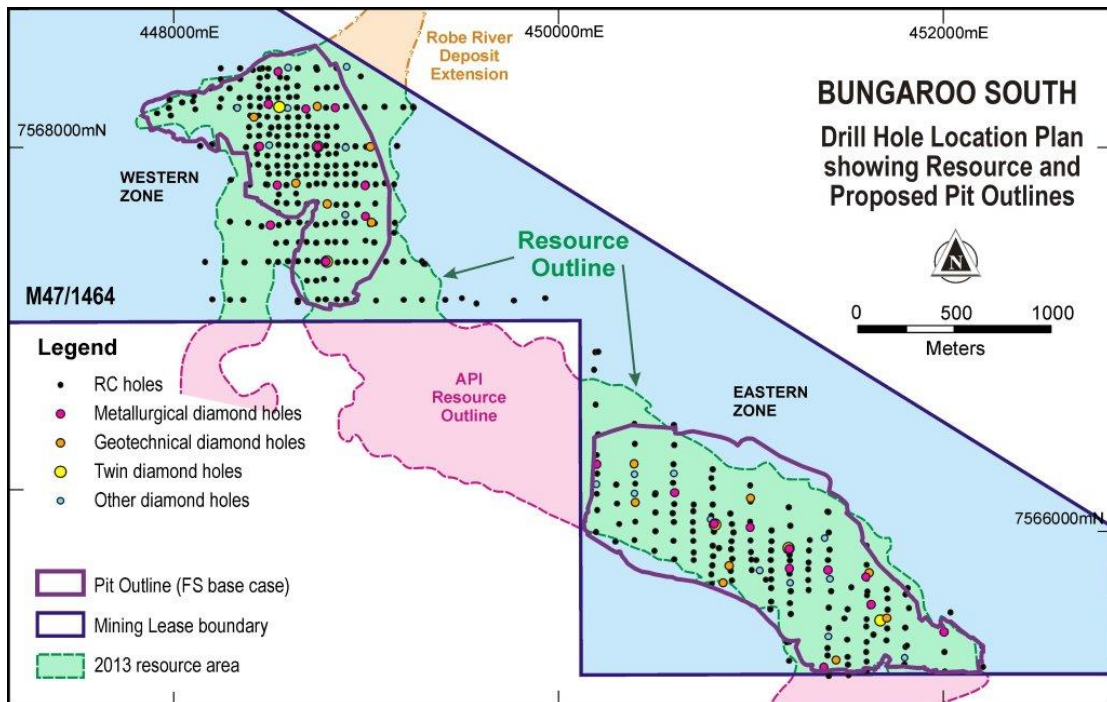 448000mE
450000mE
452000mE
Robe River
Deposit
Extension
BUNGAROO SOUTH
Drill Hole Location Plan
showing Resource and
Proposed Pit Outlines
7568000mN
WESTERN
ZONE
N
Resource
Outline
M47/1464
0
500
1000
Meters
Legend
RC holes
Metallurgical diamond holes
Geotechnical diamond holes
Twin diamond holes
Other diamond holes
API
Resource
Outline
EASTERN
ZONE
7566000mN
Pit Outline (FS base case)
Mining Lease boundary
2013 resource area